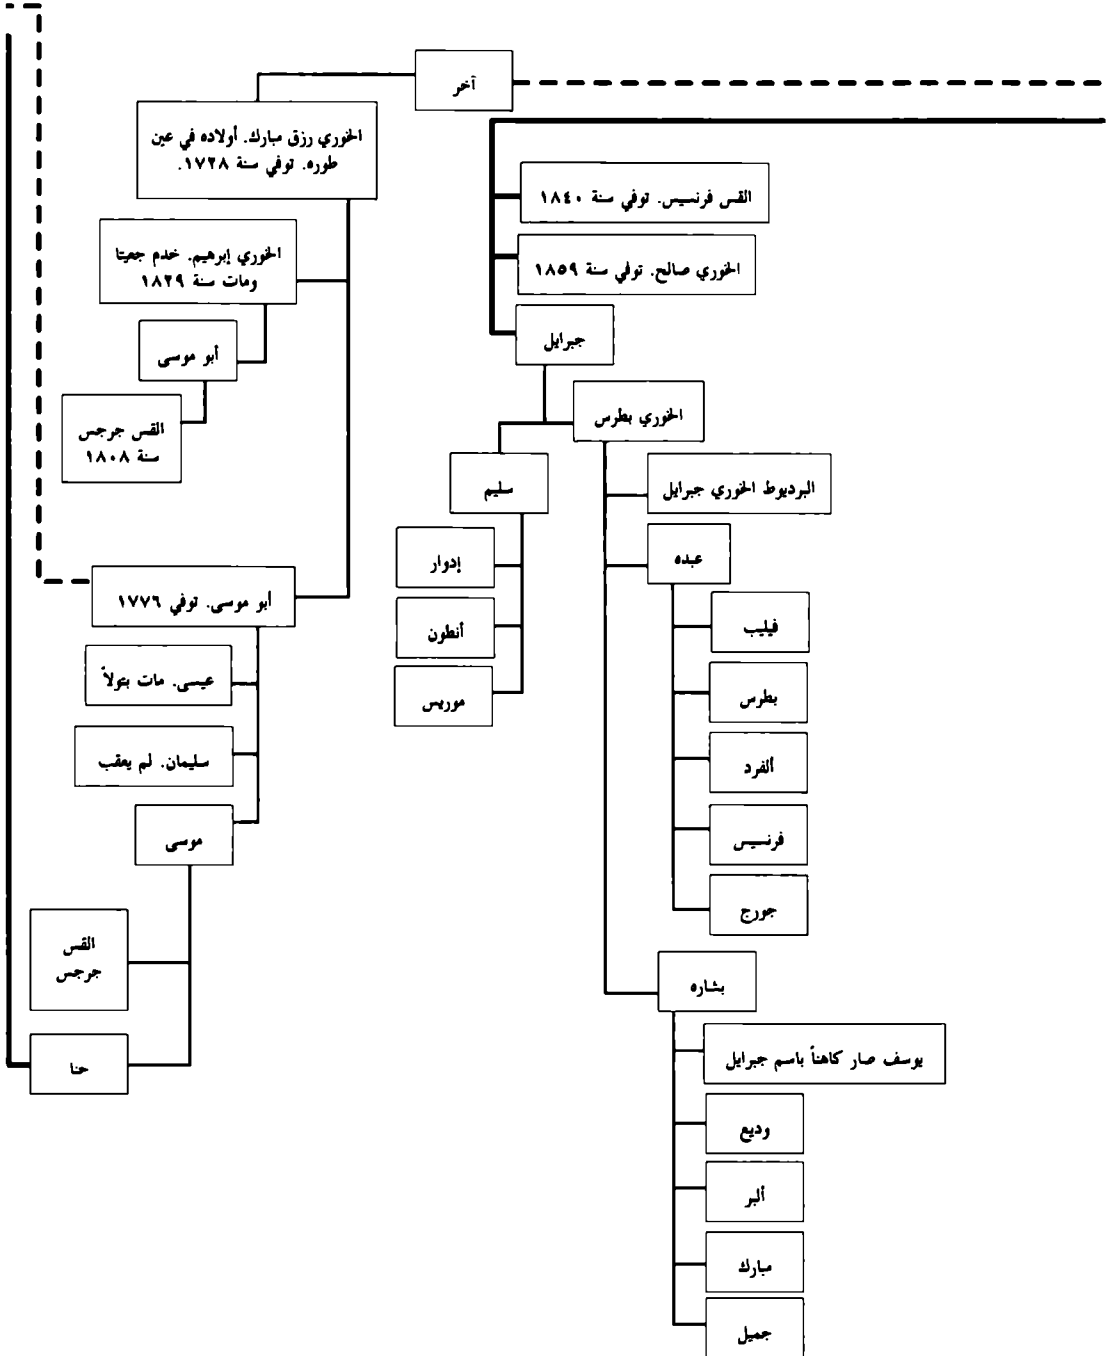 آخر
الخوري رزق مبارك. أولاده في عين
طوره. توفي سنة ١٧٢٨.
الخوري إبرهيم. خدم جعيتا
ومات سنة ١٨٢٩
أبو موسى
القس جرجس
سنة ١٨٠٨
أبو موسى. توفي ١٧٧٦
عيسى. مات بتولاً
سليمان. لم يعقب
موسى
القس
جرجس
حنا
القس فرنسيس. توفي سنة ١٨٤٠
الخوري صالح. توفي سنة ١٨٥٩
جبرايل
الخوري بطرس
سليم
إدوار
أنطون
موريس
البرديوط الخوري جبرايل
عبده
فيليب
بطرس
ألفرد
فرنسيس
جورج
بشاره
يوسف صار كاهناً باسم جبرايل
وديع
ألبر
مبارك
جميل